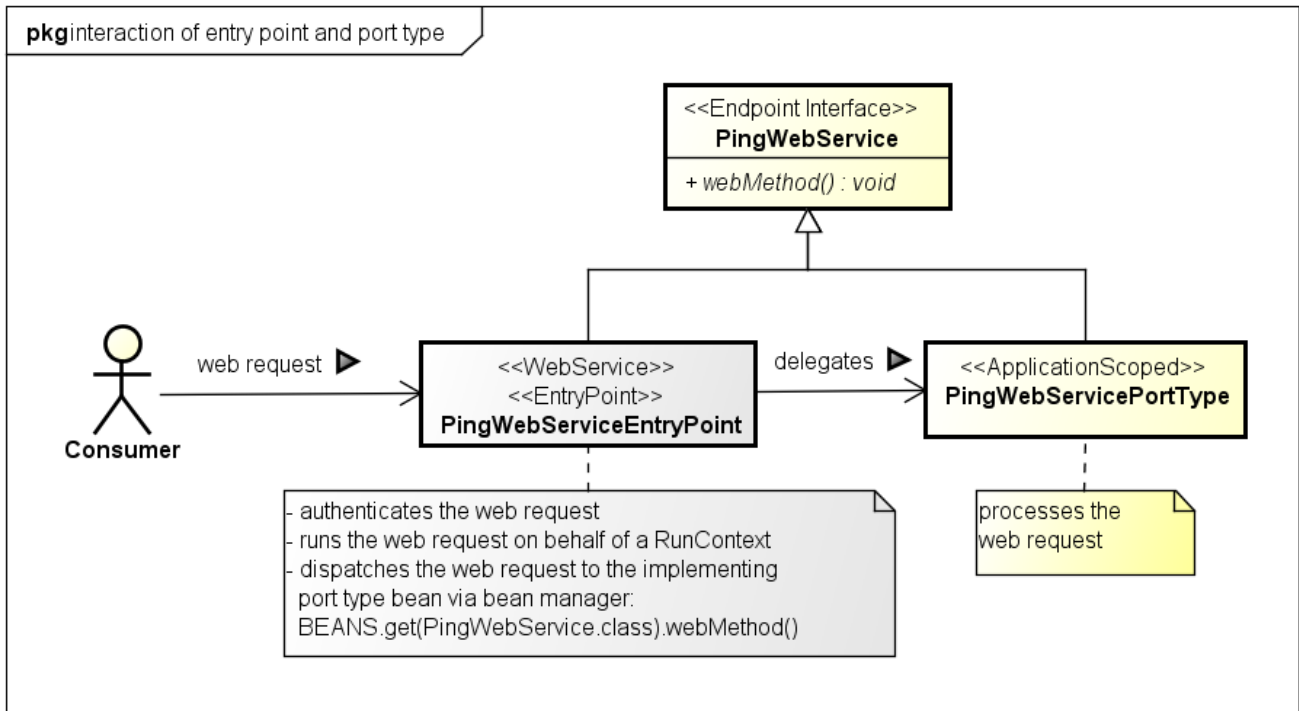 pkg interaction of entry point and port type
<<Endpoint Interface>>
PingWebService
+ webMethod() : void
web request
Consumer
<<WebService>>
<<EntryPoint>>
PingWebServiceEntryPoint
delegates
<<ApplicationScoped>>
PingWebServicePortType
- authenticates the web request
- runs the web request on behalf of a RunContext
- dispatches the web request to the implementing
port type bean via bean manager:
BEANS.get(PingWebService.class).webMethod()
processes the
web request